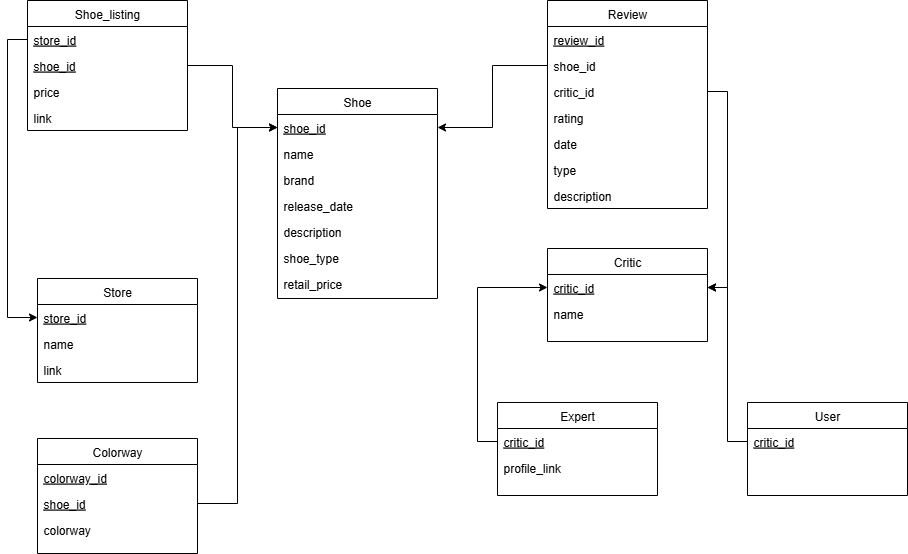 Shoe_listing
store_id
shoe_id
price
link
Shoe
shoe_id
name
brand
release_date
description
shoe_type
retail_price
Review
review_id
shoe_id
critic_id
rating
date
type
description
Store
store_id
name
link
Critic
critic_id
name
Colorway
colorway_id
shoe_id
colorway
Expert
critic_id
profile_link
User
critic_id